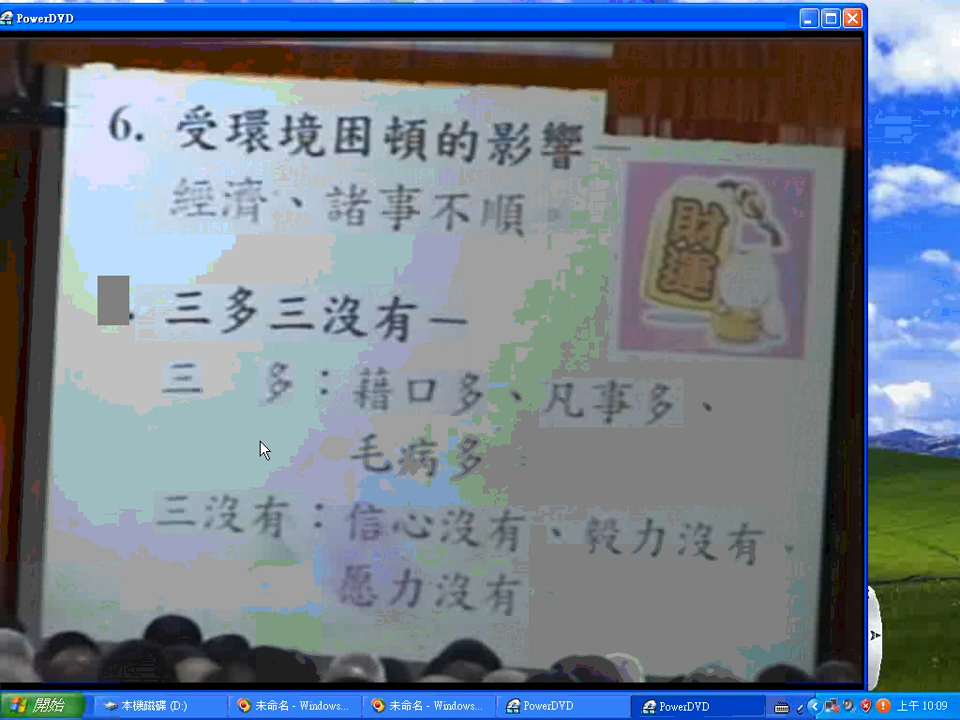 PowerDVD
6. 受環境困頓的影響—
經濟、諸事不順。
財運
三多三沒有—
三 多：藉口多、凡事多、
毛病多
三沒有：信心沒有、毅力沒有、
愿力沒有
開始 本機磁碟 (D:) 未命名 - Windows... 未命名 - Windows... PowerDVD PowerDVD 上午 10:09